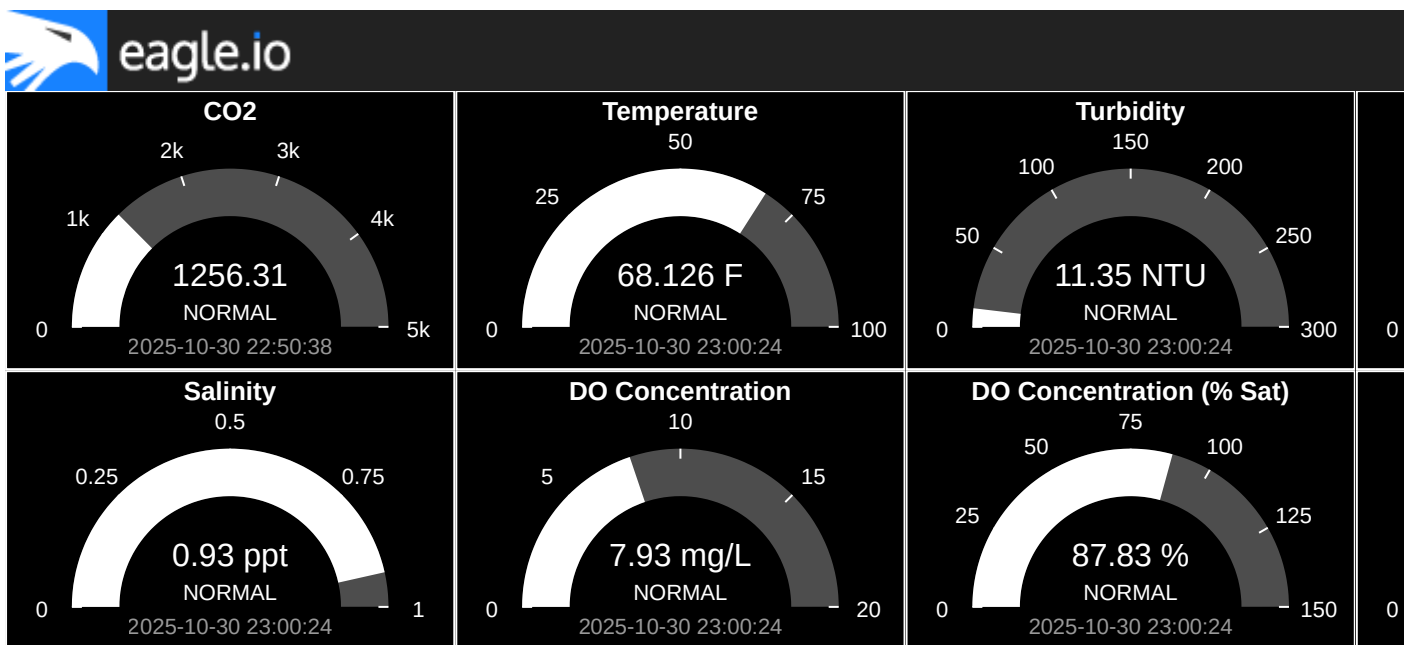 eagle.io
CO2
2k 3k
1k 4k
1256.31
NORMAL
0 5k
2025-10-30 22:50:38
Temperature
50
25 75
68.126 F
NORMAL
0 100
2025-10-30 23:00:24
Turbidity
150
100 200
50 250
11.35 NTU
NORMAL
0 300
2025-10-30 23:00:24
0
Salinity
0.5
0.25 0.75
0.93 ppt
NORMAL
0 1
2025-10-30 23:00:24
DO Concentration
10
5 15
7.93 mg/L
NORMAL
0 20
2025-10-30 23:00:24
DO Concentration (% Sat)
75
50 100
25 125
87.83 %
NORMAL
0 150
2025-10-30 23:00:24
0